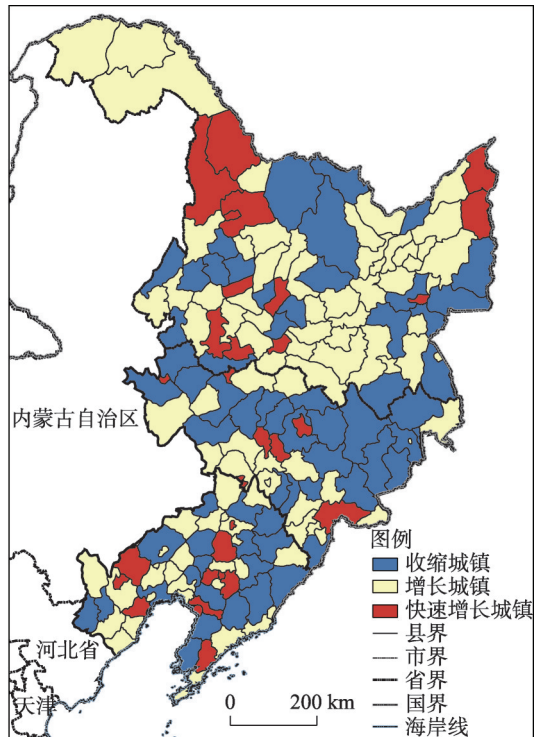 内蒙古自治区
图例
收缩城镇
增长城镇
快速增长城镇
县界
市界
省界
国界
海岸线
河北省
天津
0 200 km